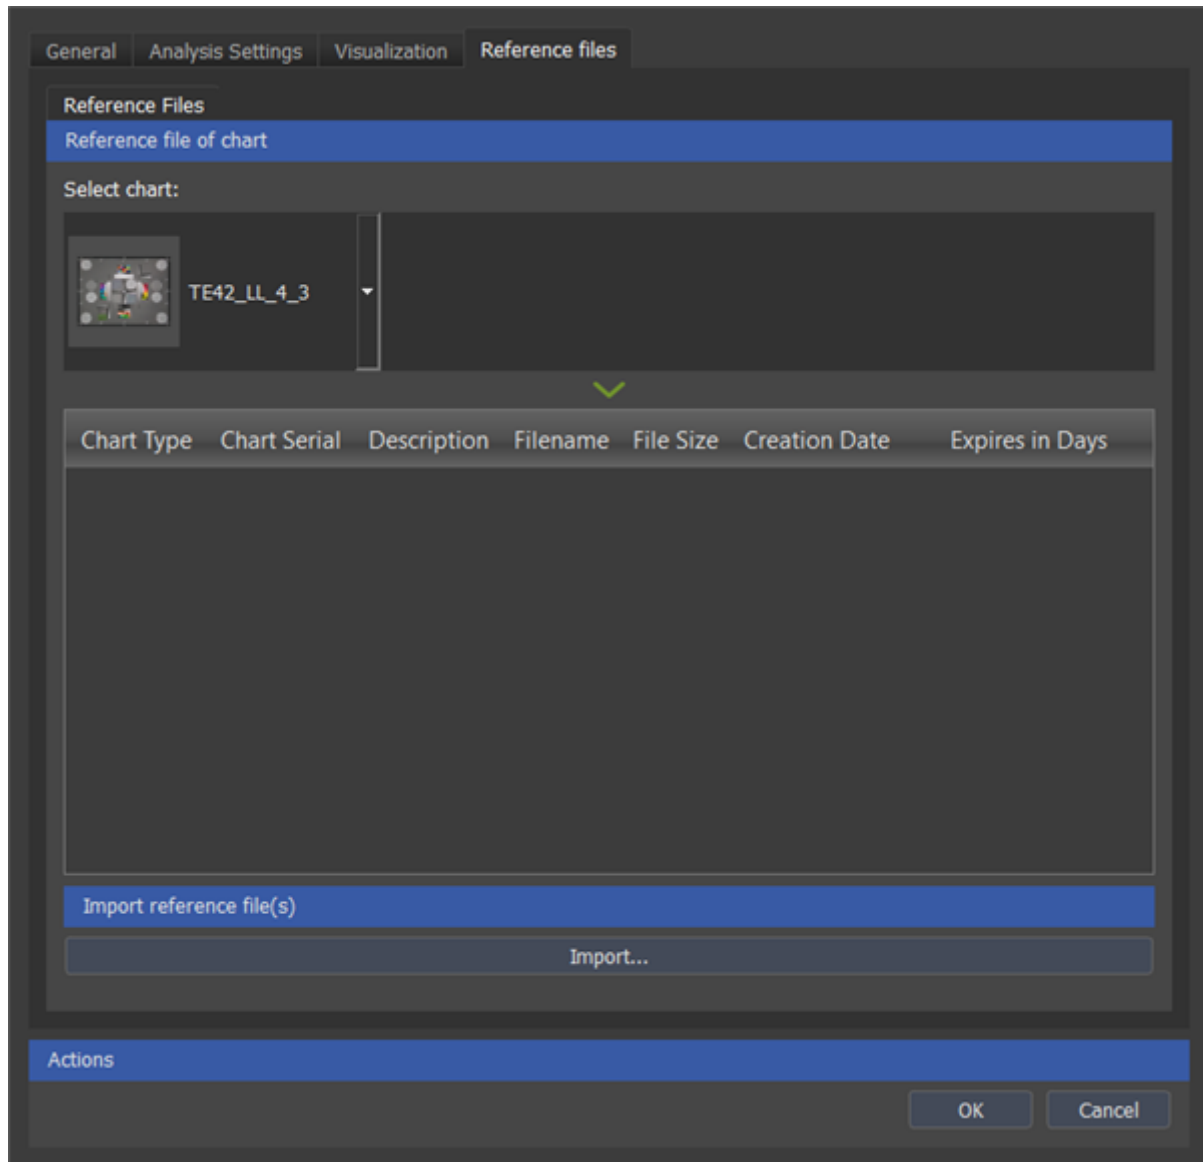 General Analysis Settings Visualization Reference files
Reference Files
Reference file of chart
Select chart:
TE42_LL_4_3
Chart Type Chart Serial Description Filename File Size Creation Date Expires in Days
Import reference file(s)
Import...
Actions
OK Cancel